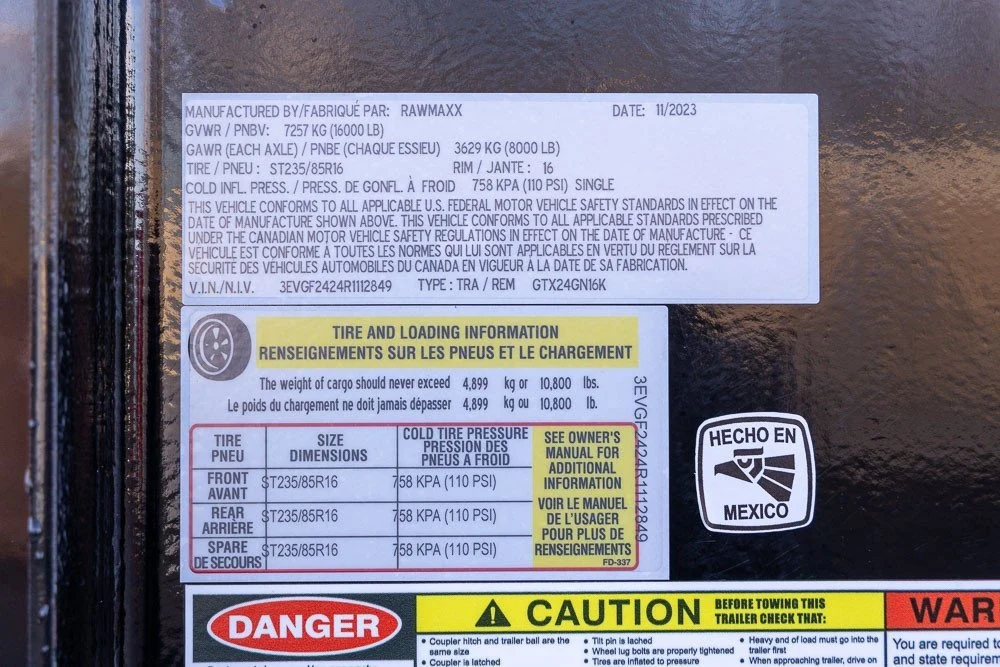 MANUFACTURED BY/FABRIQUÉ PAR: RAWMAXX DATE: 11/2023
GVWR / PNBV: 7257 KG (16000 LB)
GAWR (EACH AXLE) / PNBE (CHAQUE ESSIEU) 3629 KG (8000 LB)
TIRE / PNEU : ST235/85R16 RIM / JANTE : 16
COLD INFL. PRESS. / PRESS. DE GONFL. À FROID 758 KPA (110 PSI) SINGLE
THIS VEHICLE CONFORMS TO ALL APPLICABLE U.S. FEDERAL MOTOR VEHICLE SAFETY STANDARDS IN EFFECT ON THE
DATE OF MANUFACTURE SHOWN ABOVE. THIS VEHICLE CONFORMS TO ALL APPLICABLE STANDARDS PRESCRIBED
UNDER THE CANADIAN MOTOR VEHICLE SAFETY REGULATIONS IN EFFECT ON THE DATE OF MANUFACTURE - CE
VEHICULE EST CONFORME A TOUTES LES NORMES QUI LUI SONT APPLICABLES EN VERTU DU REGLEMENT SUR LA
SECURITE DES VEHICULES AUTOMOBILES DU CANADA EN VIGUEUR A LA DATE DE SA FABRICATION.
V.I.N./N.I.V. 3EVGF2424R1112849 TYPE : TRA / REM GTX24GN16K
TIRE AND LOADING INFORMATION
RENSEIGNEMENTS SUR LES PNEUS ET LE CHARGEMENT
The weight of cargo should never exceed 4,899 kg or 10,800 lbs.
Le poids du chargement ne doit jamais dépasser 4,899 kg ou 10,800 lb.
TIRE
PNEU
SIZE
DIMENSIONS
COLD TIRE PRESSURE
PRESSION DES
PNEUS A FROID
FRONT
AVANT
ST235/85R16 758 KPA (110 PSI)
REAR
ARRIÈRE
ST235/85R16 758 KPA (110 PSI)
SPARE
DE SECOURS
ST235/85R16 758 KPA (110 PSI)
SEE OWNER'S
MANUAL FOR
ADDITIONAL
INFORMATION
VOIR LE MANUEL
DE L'USAGER
POUR PLUS DE
RENSEIGNEMENTS
FD-337
3EVGF2424R1112849
HECHO EN
MEXICO
DANGER
CAUTION
BEFORE TOWING THIS
TRAILER CHECK THAT:
• Coupler hitch and trailer ball are the
same size
• Coupler is latched
• Tilt pin is lached
• Wheel lug bolts are properly tightened
• Tires are inflated to pressure
• Heavy end of load must go into the
trailer first
• When approaching trailer, drive on
WAR
You are required to
and state requirem